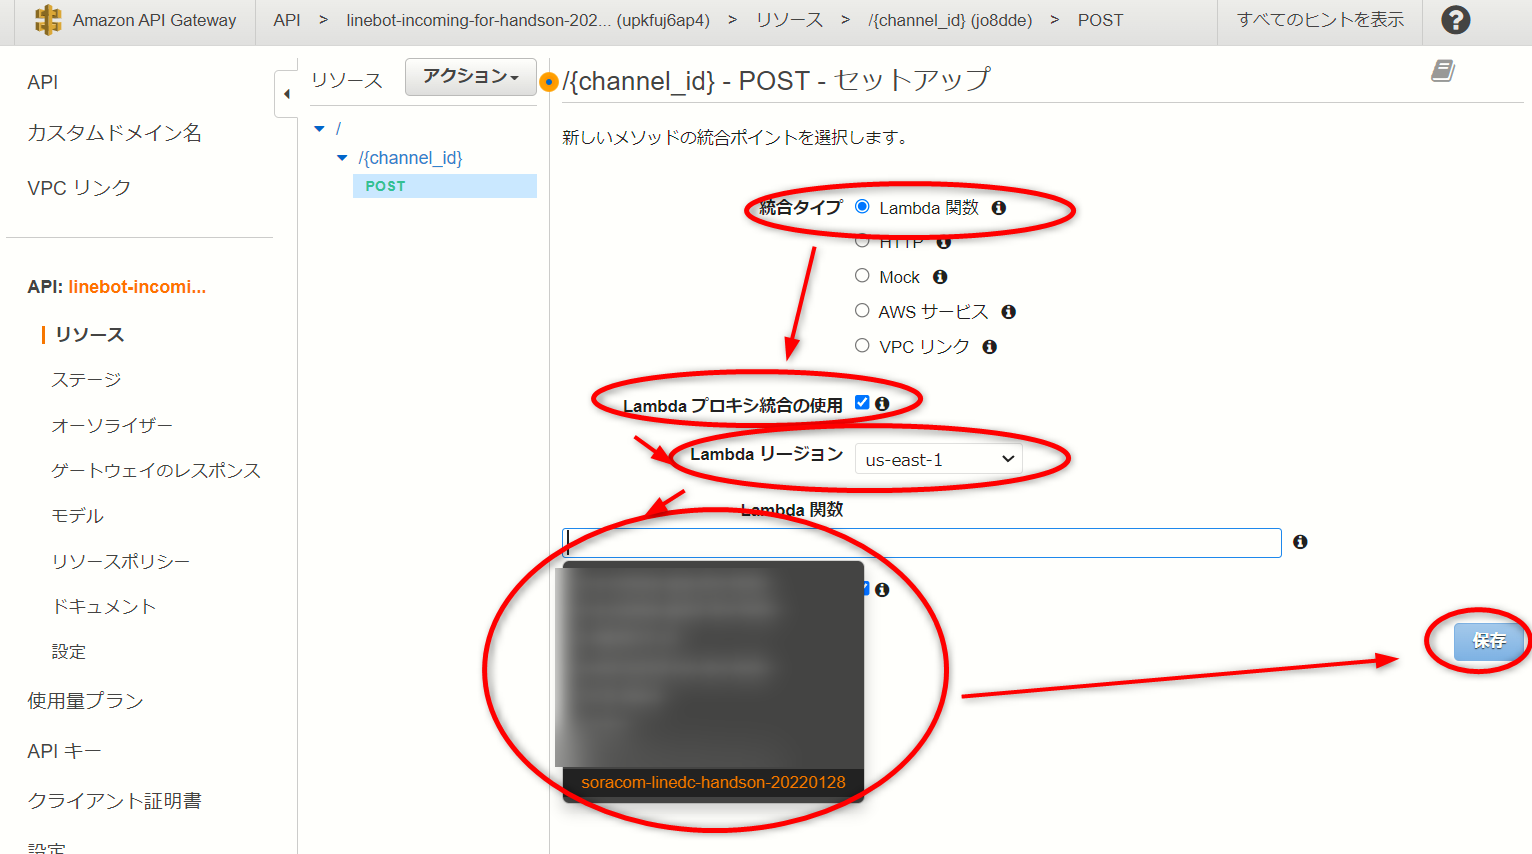 Amazon API Gateway
API > linebot-incoming-for-handson-202... (upkfuj6ap4) > リソース > /{channel_id} (jo8dde) > POST
すべてのヒントを表示
API
カスタムドメイン名
VPC リンク
API: linebot-incomi...
リソース
ステージ
オーソライザー
ゲートウェイのレスポンス
モデル
リソースポリシー
ドキュメント
設定
使用量プラン
API キー
クライアント証明書
設定
リソース
アクション
/
/{channel_id}
POST
/{channel_id} - POST - セットアップ
新しいメソッドの統合ポイントを選択します。
統合タイプ Lambda 関数
HTTP
Mock
AWS サービス
VPC リンク
Lambda プロキシ統合の使用
Lambda リージョン us-east-1
Lambda 関数
soracom-linedc-handson-20220128
保存